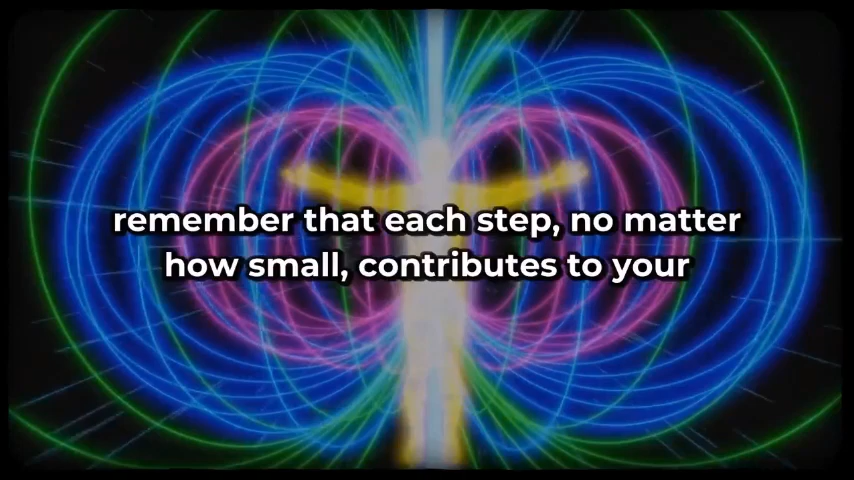 remember that each step, no matter
how small, contributes to your